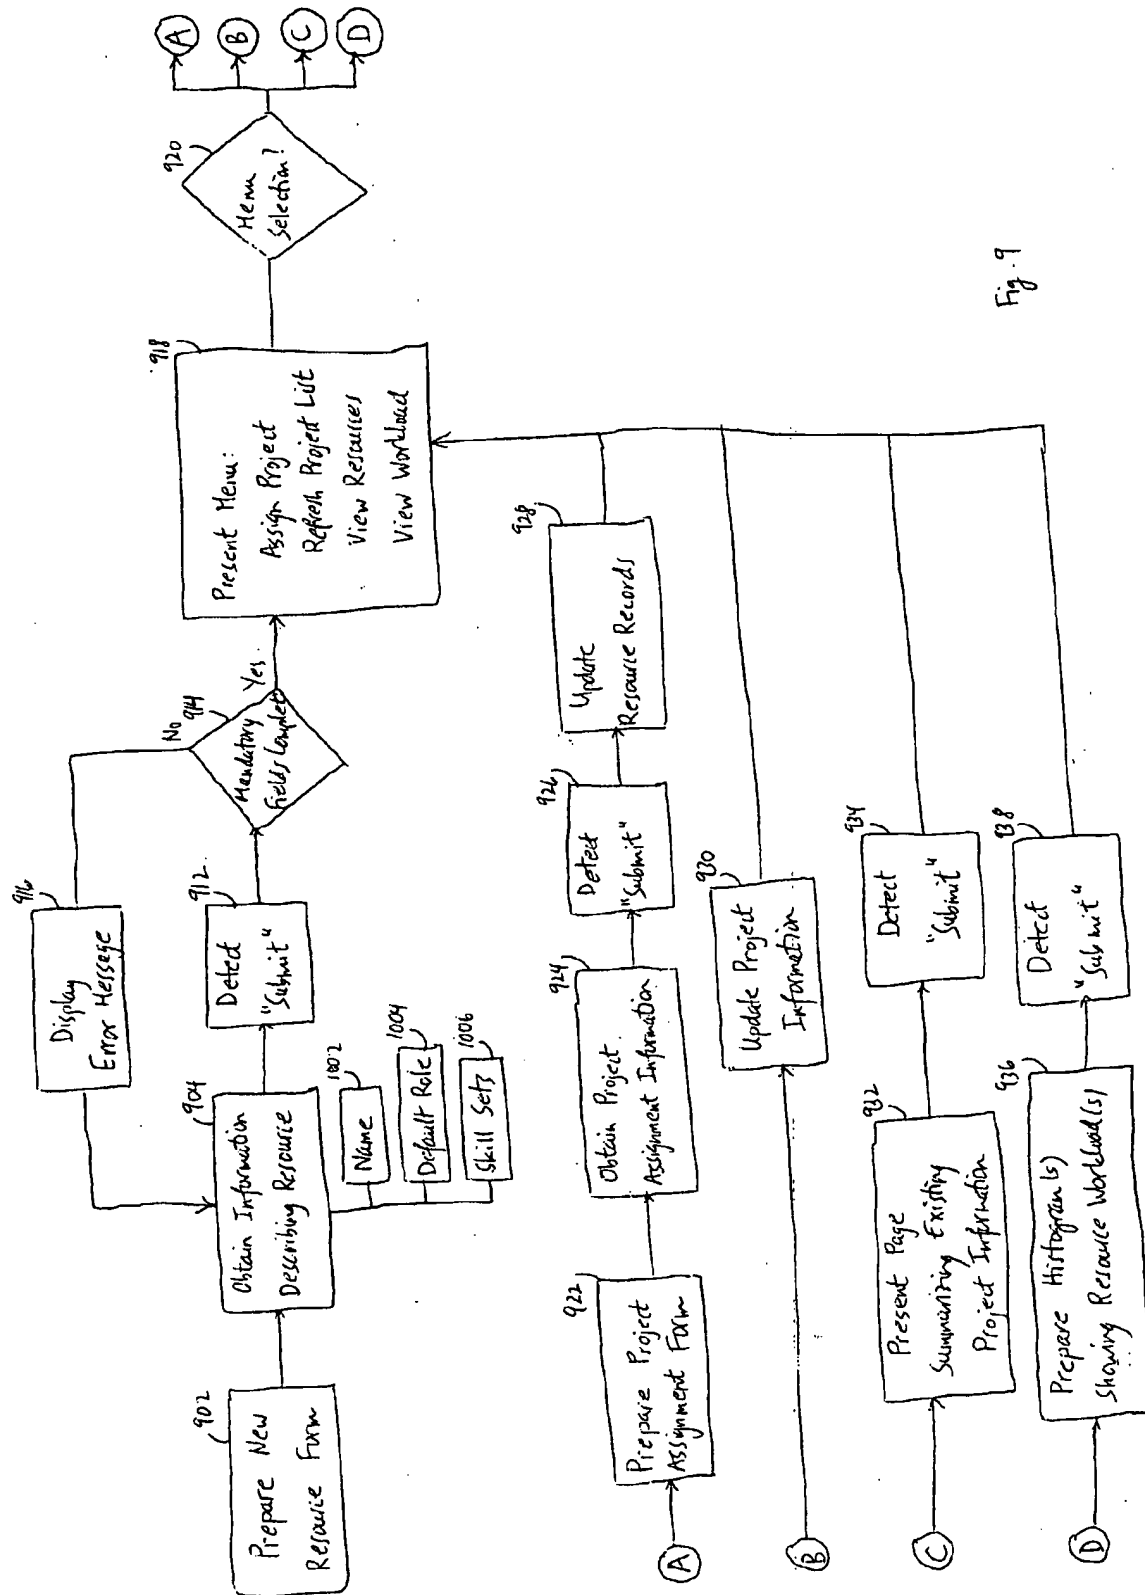 902
Prepare New
Resource Form
904
Obtain Information
Describing Resource
1002
Name
1004
Default Role
1006
Skill Sets
916
Display
Error Message
912
Detect
"Submit"
No
914
Mandatory
Fields Complete
Yes
918
Present Menu:
Assign Project
Refresh Project List
View Resources
View Workload
920
Menu
Selection?
A
B
C
D
A
922
Prepare Project
Assignment Form
924
Obtain Project
Assignment Information
926
Detect
"Submit"
928
Update
Resource Records
B
930
Update Project
Information
C
932
Present Page
Summarizing Existing
Project Information
934
Detect
"Submit"
D
936
Prepare Histogram(s)
Showing Resource Workload(s)
938
Detect
"Submit"
Fig. 9